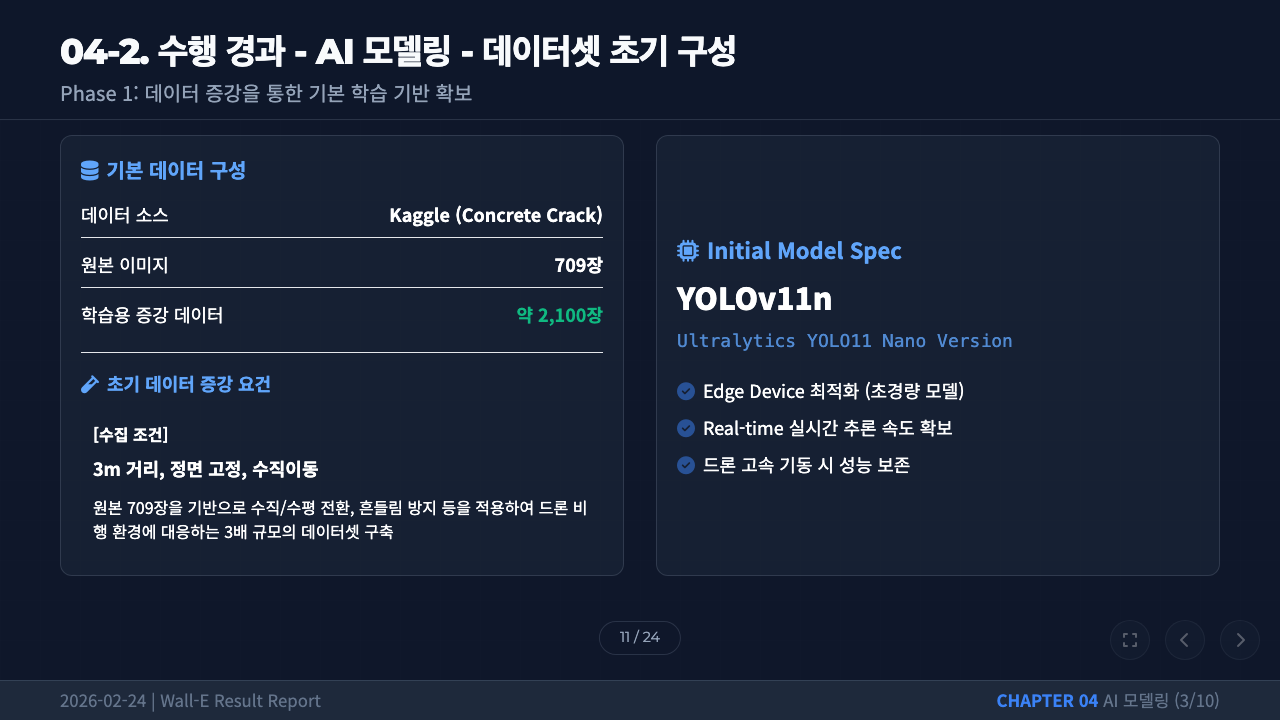 04-2. 수행 경과 - AI 모델링 - 데이터셋 초기 구성
Phase 1: 데이터 증강을 통한 기본 학습 기반 확보
기본 데이터 구성
데이터 소스 Kaggle (Concrete Crack)
원본 이미지 709장
학습용 증강 데이터 약 2,100장
초기 데이터 증강 요건
[수집 조건]
3m 거리, 정면 고정, 수직이동
원본 709장을 기반으로 수직/수평 전환, 흔들림 방지 등을 적용하여 드론 비
행 환경에 대응하는 3배 규모의 데이터셋 구축
Initial Model Spec
YOLOv11n
Ultralytics YOLO11 Nano Version
Edge Device 최적화 (초경량 모델)
Real-time 실시간 추론 속도 확보
드론 고속 기동 시 성능 보존
11 / 24
2026-02-24 | Wall-E Result Report
CHAPTER 04 AI 모델링 (3/10)